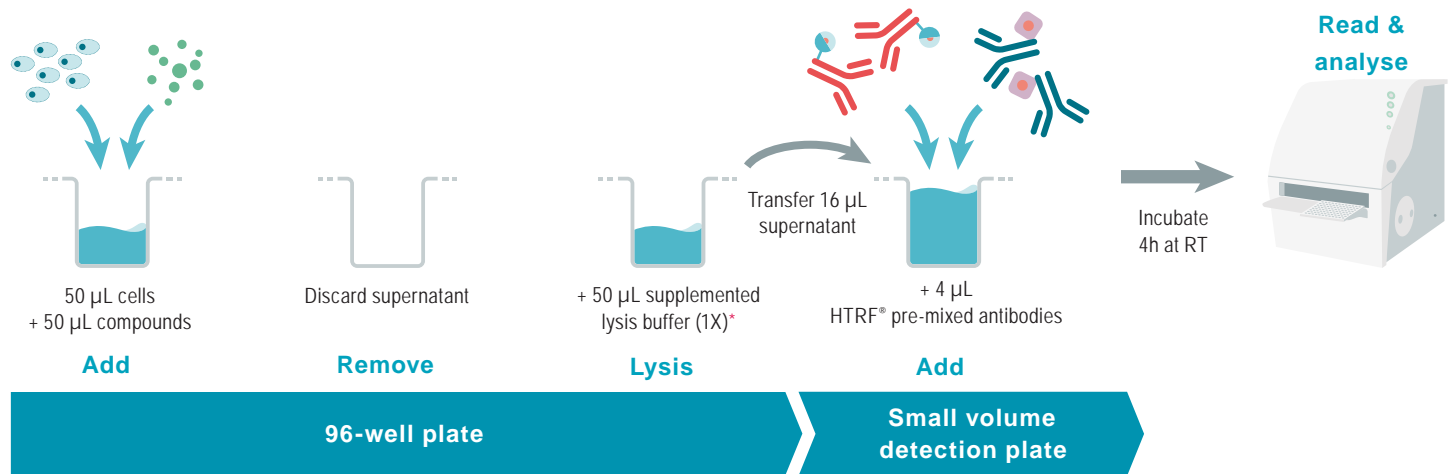 50 µL cells
+ 50 µL compounds
Add
Discard supernatant
Remove
+ 50 µL supplemented
lysis buffer (1X)*
Lysis
Transfer 16 µL
supernatant
+ 4 µL
HTRF® pre-mixed antibodies
Add
Incubate
4h at RT
Read &
analyse
96-well plate
Small volume
detection plate